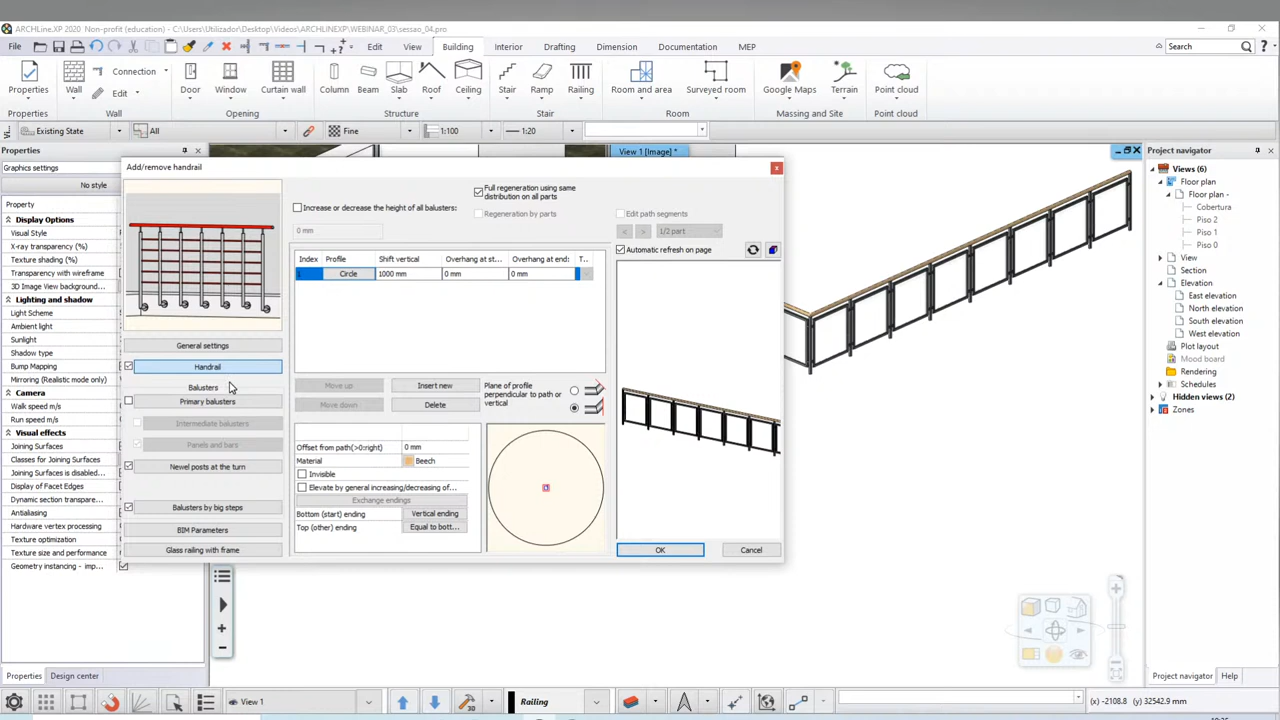 ARCHLine.XP 2020 Non-profit (education) - C:\Users\Utilizador\Desktop\Videos\ARCHLINEXP\WEBINAR_04\sessao_04.pro
File Edit View Building Interior Drafting Dimension Documentation MEP Search
Properties Wall Connection Edit Door Window Curtain wall Column Beam Slab Roof Ceiling Stair Ramp Railing Room and area Surveyed room Google Maps Terrain Point cloud
Properties Wall Opening Structure Stair Room Massing and Site Point cloud
Existing State All Fine 1:100 1:20
Properties
Graphics settings
No style
Property
Display Options
Visual Style
X-ray transparency (%)
Texture shading (%)
Transparency with wireframe
3D Image View background...
Lighting and shadow
Light Scheme
Ambient light
Sunlight
Shadow type
Bump Mapping
Mirroring (Realistic mode only)
Camera
Walk speed m/s
Run speed m/s
Visual effects
Joining Surfaces
Classes for Joining Surfaces
Joining Surfaces is disabled...
Display of Facet Edges
Dynamic section transpare...
Antialiasing
Hardware vertex processing
Texture optimization
Texture size and performance
Geometry instancing - imp...
Properties Design center
View 1 [Image] *
Add/remove handrail
General settings
Handrail
Balusters
Primary balusters
Intermediate balusters
Panels and bars
Newel posts at the turn
Balusters by big steps
BIM Parameters
Glass railing with frame
Increase or decrease the height of all balusters:
0 mm
Full regeneration using same
distribution on all parts
Regeneration by parts
Edit path segments
1/2 part
Automatic refresh on page
Index Profile Shift vertical Overhang at st... Overhang at end: T...
Circle 1000 mm 0 mm 0 mm
Move up Insert new
Move down Delete
Plane of profile
perpendicular to path or
vertical
Offset from path(>0:right) 0 mm
Material Beech
Invisible
Elevate by general increasing/decreasing of...
Exchange endings
Bottom (start) ending Vertical ending
Top (other) ending Equal to bott...
OK Cancel
Project navigator
Views (6)
Floor plan
Floor plan -
Cobertura
Piso 2
Piso 1
Piso 0
View
Section
Elevation
East elevation
North elevation
South elevation
West elevation
Plot layout
Mood board
Rendering
Schedules
Hidden views (2)
Zones
Project navigator Help
View 1 Railing (x) -2108.8 (y) 32542.9 mm